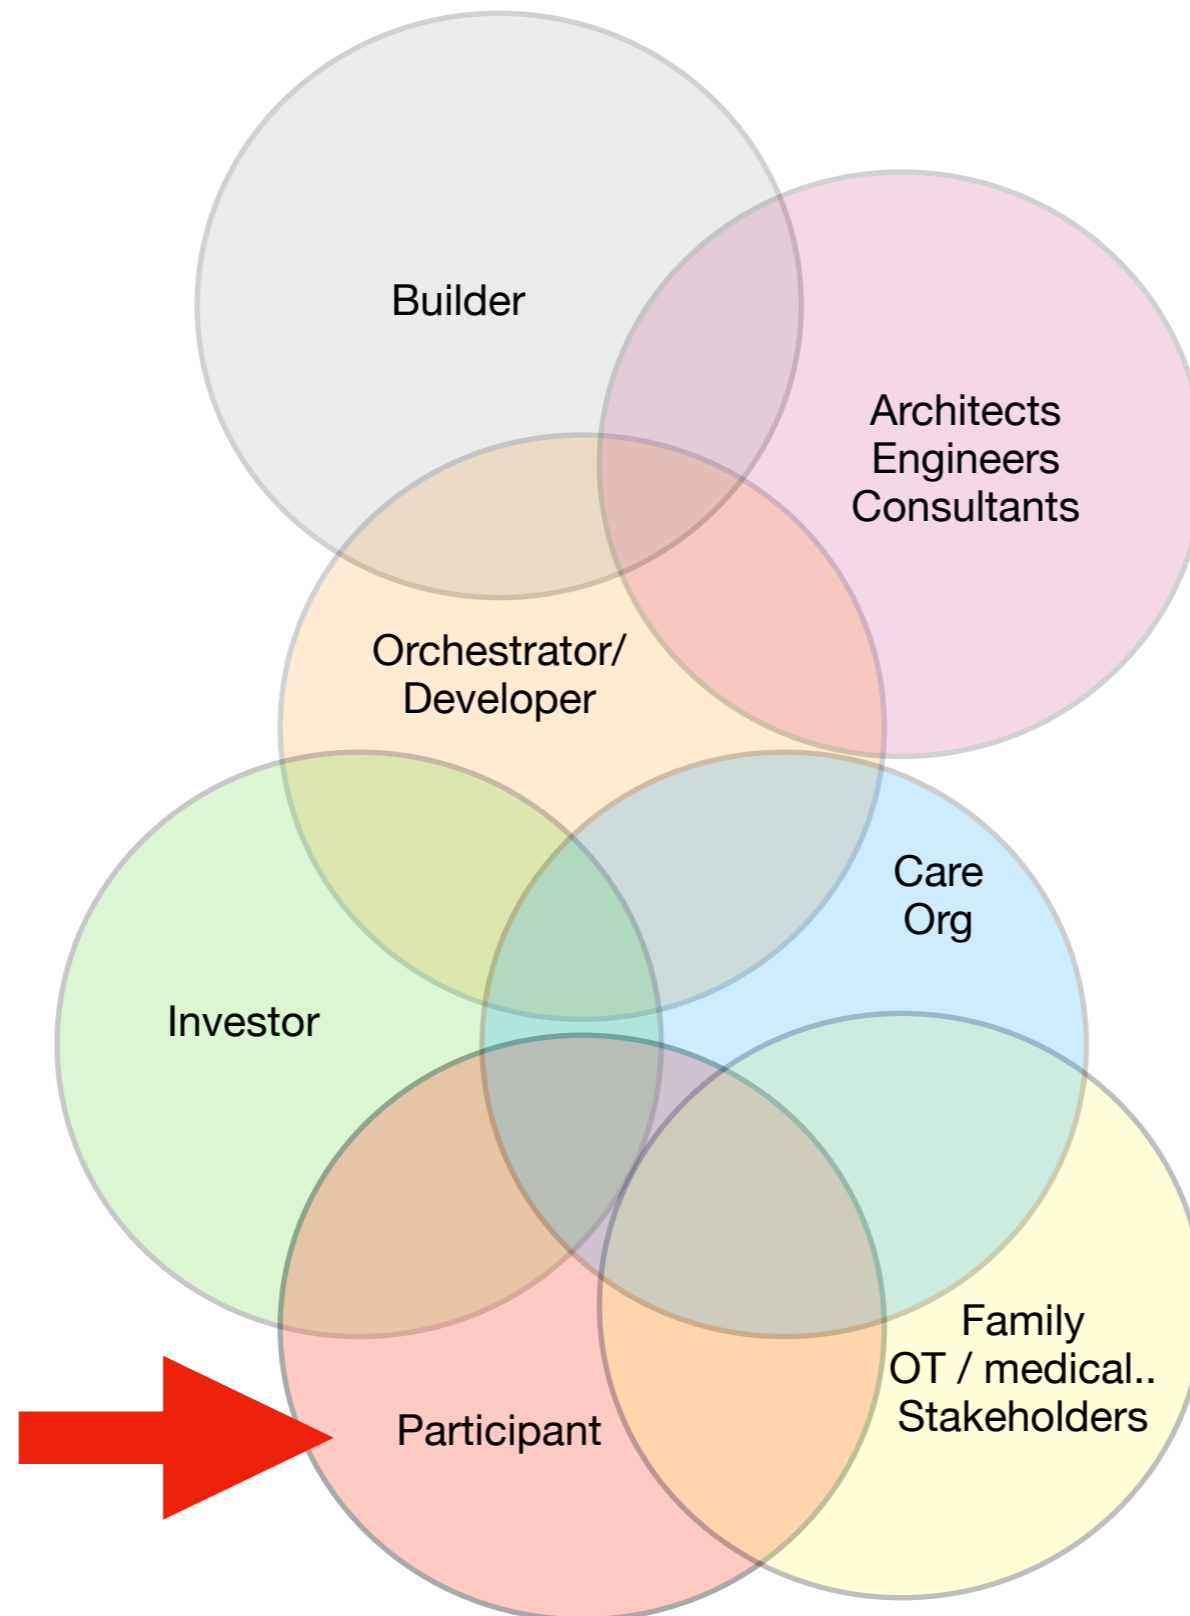 Builder
Architects
Engineers
Consultants
Orchestrator/
Developer
Care
Org
Investor
Family
OT / medical..
Stakeholders
Participant